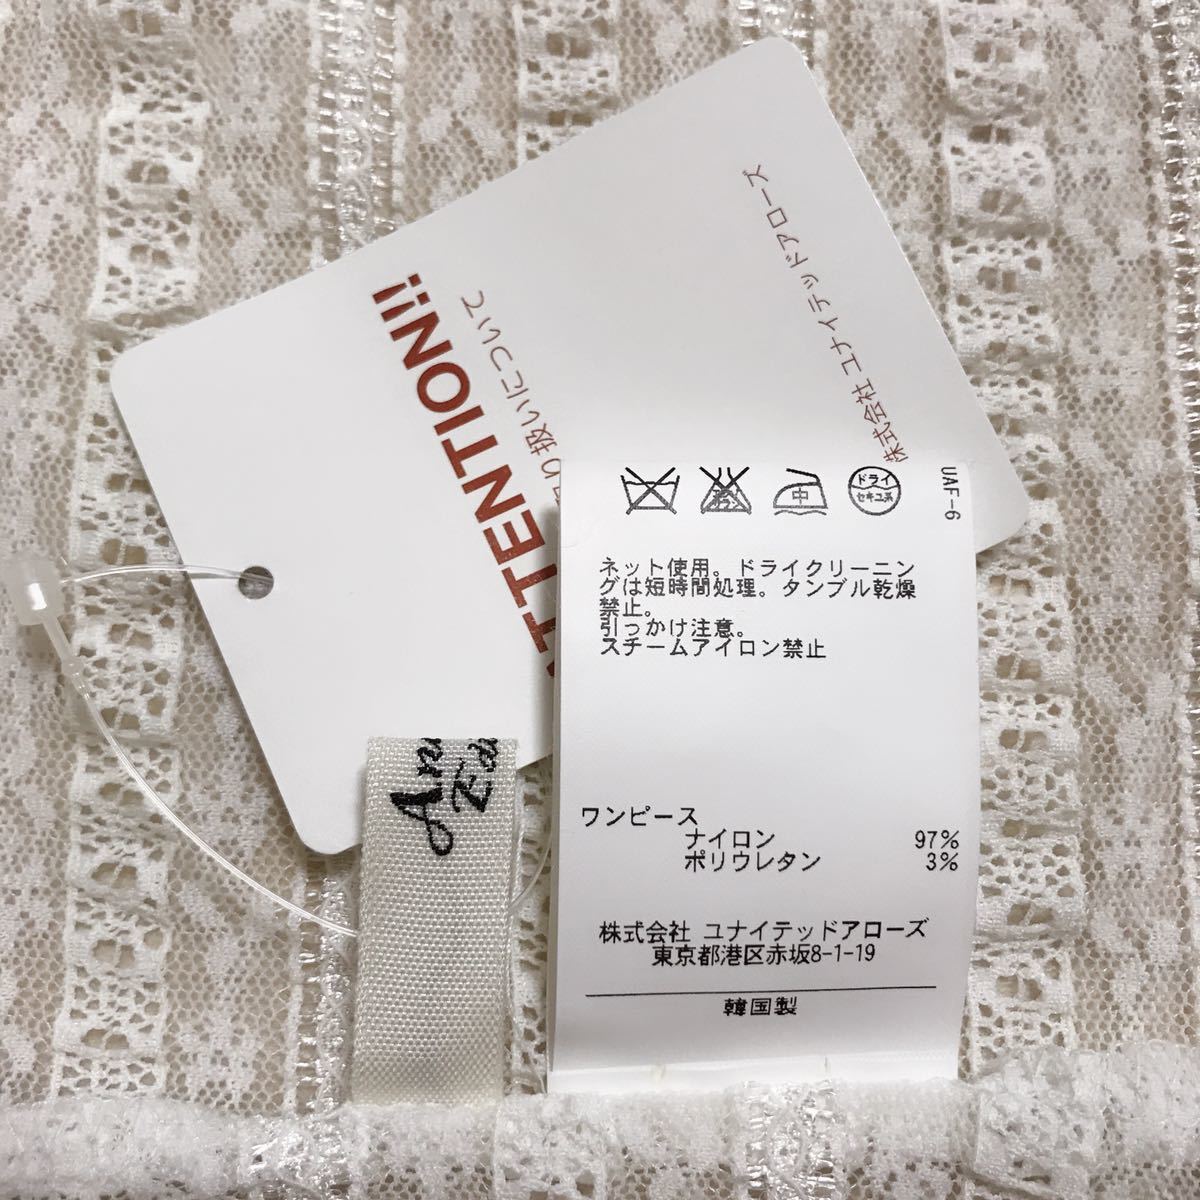 TTENTION!!
り扱いについて
株式会社 ユナイテッドアローズ
UAF-6
中
ドライ
セキユ系
ネット使用。ドライクリーニン
グは短時間処理。タンブル乾燥
禁止。
引っかけ注意。
スチームアイロン禁止
ワンピース
ナイロン 97%
ポリウレタン 3%
株式会社 ユナイテッドアローズ
東京都港区赤坂8-1-19
韓国製